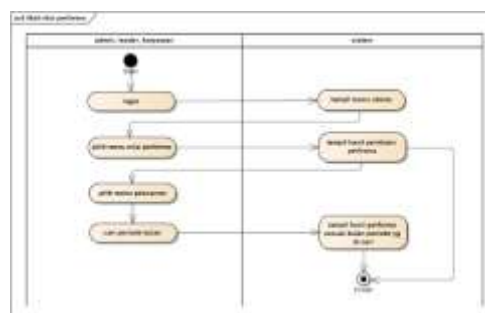 act lihat nilai performa
admin, leader, karyawan
sistem
start
login
tampil menu utama
pilih menu nilai performa
tampil hasil penilaian
performa
pilih menu pencarian
cari periode bulan
tampil hasil performa
sesuai bulan periode yg
di cari